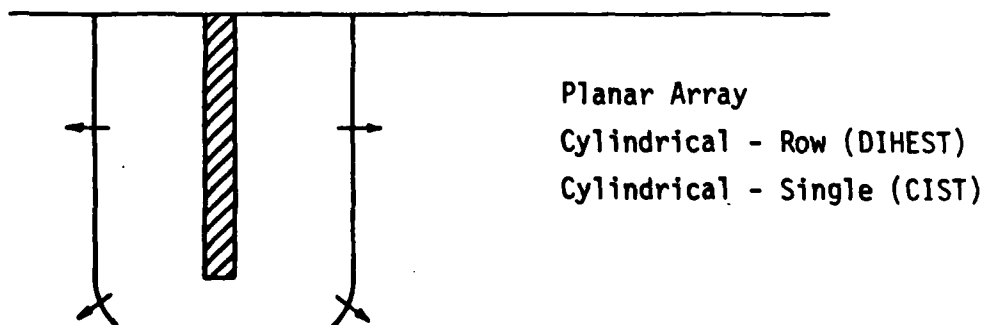 Planar Array
Cylindrical - Row (DIHEST)
Cylindrical - Single (CIST)